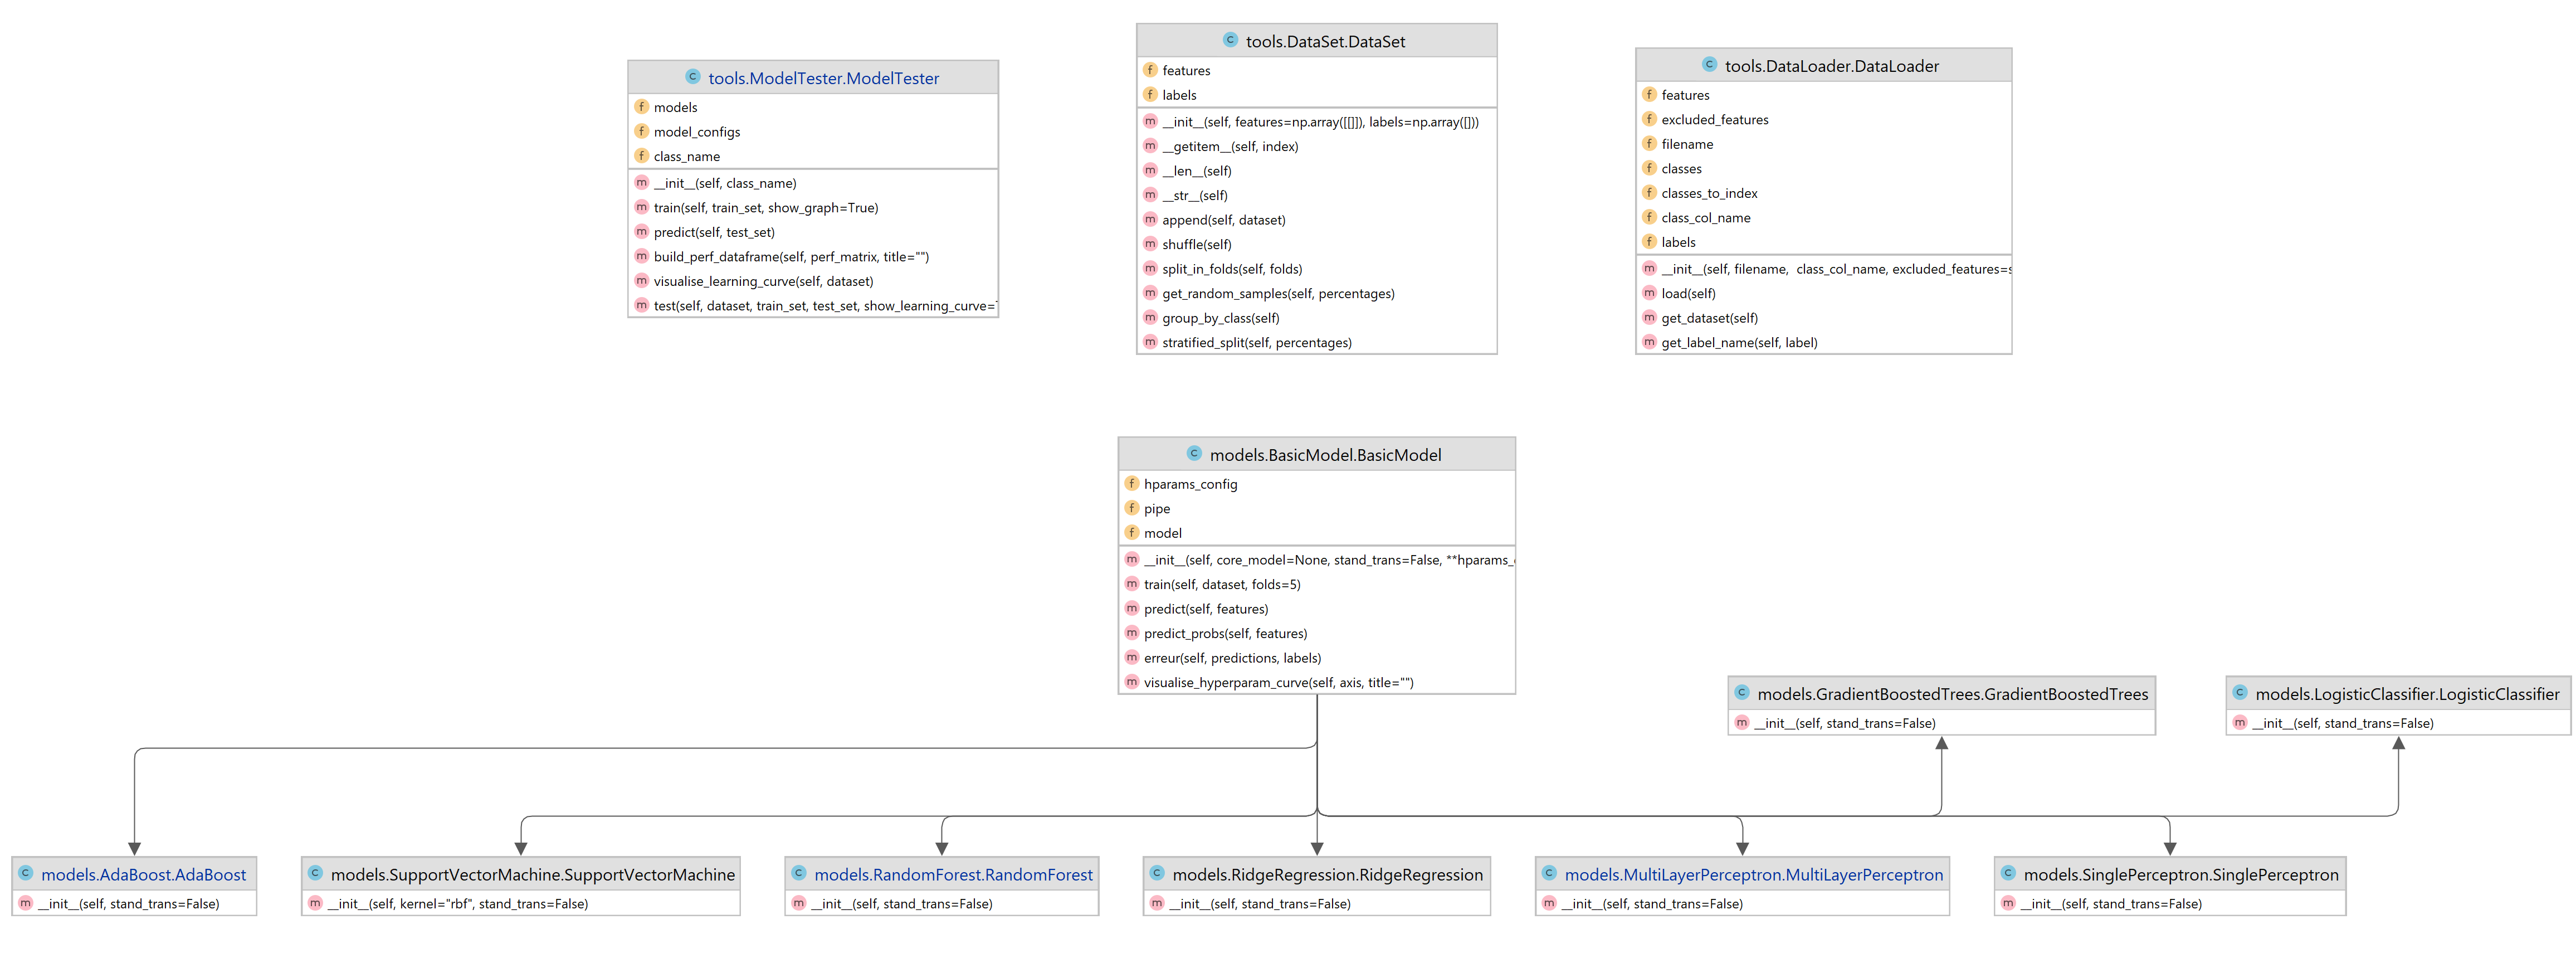 tools.ModelTester.ModelTester
f models
f model_configs
f class_name
m __init__(self, class_name)
m train(self, train_set, show_graph=True)
m predict(self, test_set)
m build_perf_dataframe(self, perf_matrix, title="")
m visualise_learning_curve(self, dataset)
m test(self, dataset, train_set, test_set, show_learning_curve=
C tools.DataSet.DataSet
f features
f labels
m __init__(self, features=np.array([[]]), labels=np.array([]))
m __getitem__(self, index)
m __len__(self)
m __str__(self)
m append(self, dataset)
m shuffle(self)
m split_in_folds(self, folds)
m get_random_samples(self, percentages)
m group_by_class(self)
m stratified_split(self, percentages)
C tools.DataLoader.DataLoader
f features
f excluded_features
f filename
f classes
f classes_to_index
f class_col_name
f labels
m __init__(self, filename,  class_col_name, excluded_features=s
m load(self)
m get_dataset(self)
m get_label_name(self, label)
C models.BasicModel.BasicModel
f hparams_config
f pipe
f model
m __init__(self, core_model=None, stand_trans=False, **hparams_
m train(self, dataset, folds=5)
m predict(self, features)
m predict_probs(self, features)
m erreur(self, predictions, labels)
m visualise_hyperparam_curve(self, axis, title="")
C models.GradientBoostedTrees.GradientBoostedTrees
m __init__(self, stand_trans=False)
C models.LogisticClassifier.LogisticClassifier
m __init__(self, stand_trans=False)
C models.AdaBoost.AdaBoost
m __init__(self, stand_trans=False)
C models.SupportVectorMachine.SupportVectorMachine
m __init__(self, kernel="rbf", stand_trans=False)
C models.RandomForest.RandomForest
m __init__(self, stand_trans=False)
C models.RidgeRegression.RidgeRegression
m __init__(self, stand_trans=False)
C models.MultiLayerPerceptron.MultiLayerPerceptron
m __init__(self, stand_trans=False)
C models.SinglePerceptron.SinglePerceptron
m __init__(self, stand_trans=False)